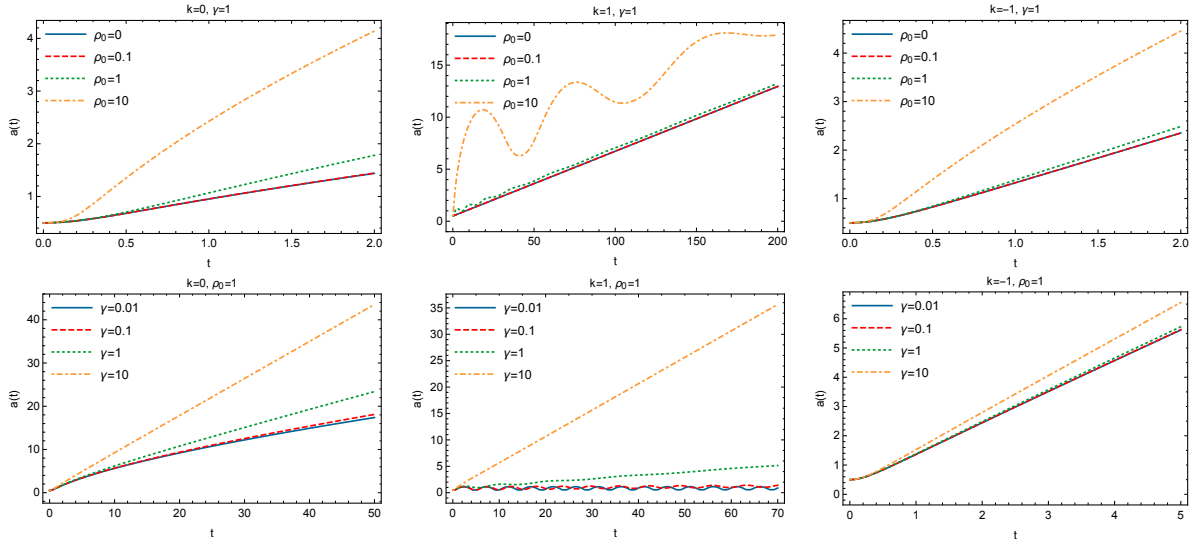 k=0, γ=1
ρ0=0
ρ0=0.1
ρ0=1
ρ0=10
a(t)
4
3
2
1
0.0 0.5 1.0 1.5 2.0
t
k=1, γ=1
ρ0=0
ρ0=0.1
ρ0=1
ρ0=10
a(t)
15
10
5
0
0 50 100 150 200
t
k=-1, γ=1
ρ0=0
ρ0=0.1
ρ0=1
ρ0=10
a(t)
4
3
2
1
0.0 0.5 1.0 1.5 2.0
t
k=0, ρ0=1
γ=0.01
γ=0.1
γ=1
γ=10
a(t)
40
30
20
10
0
0 10 20 30 40 50
t
k=1, ρ0=1
γ=0.01
γ=0.1
γ=1
γ=10
a(t)
35
30
25
20
15
10
5
0
0 10 20 30 40 50 60 70
t
k=-1, ρ0=1
γ=0.01
γ=0.1
γ=1
γ=10
a(t)
6
5
4
3
2
1
0
0 1 2 3 4 5
t